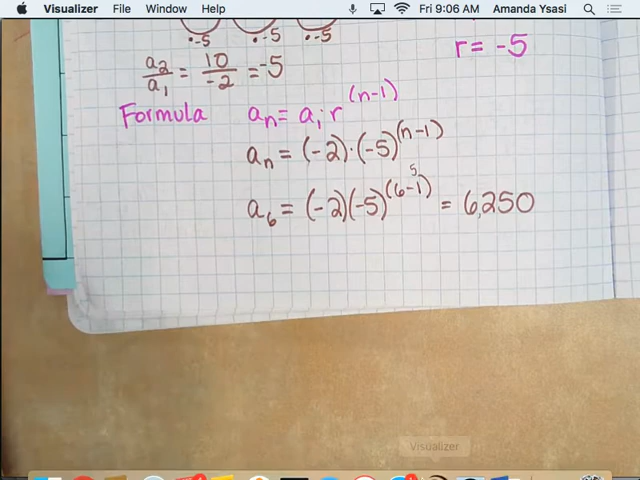 Visualizer File Window Help Fri 9:06 AM Amanda Ysasi
•-5 •-5 •-5
r = -5
a₂/a₁ = 10/-2 = -5
Formula aₙ = a₁·r^(n-1)
aₙ = (-2)·(-5)^(n-1)
5
a₆ = (-2)(-5)^(6-1) = 6,250
Visualizer